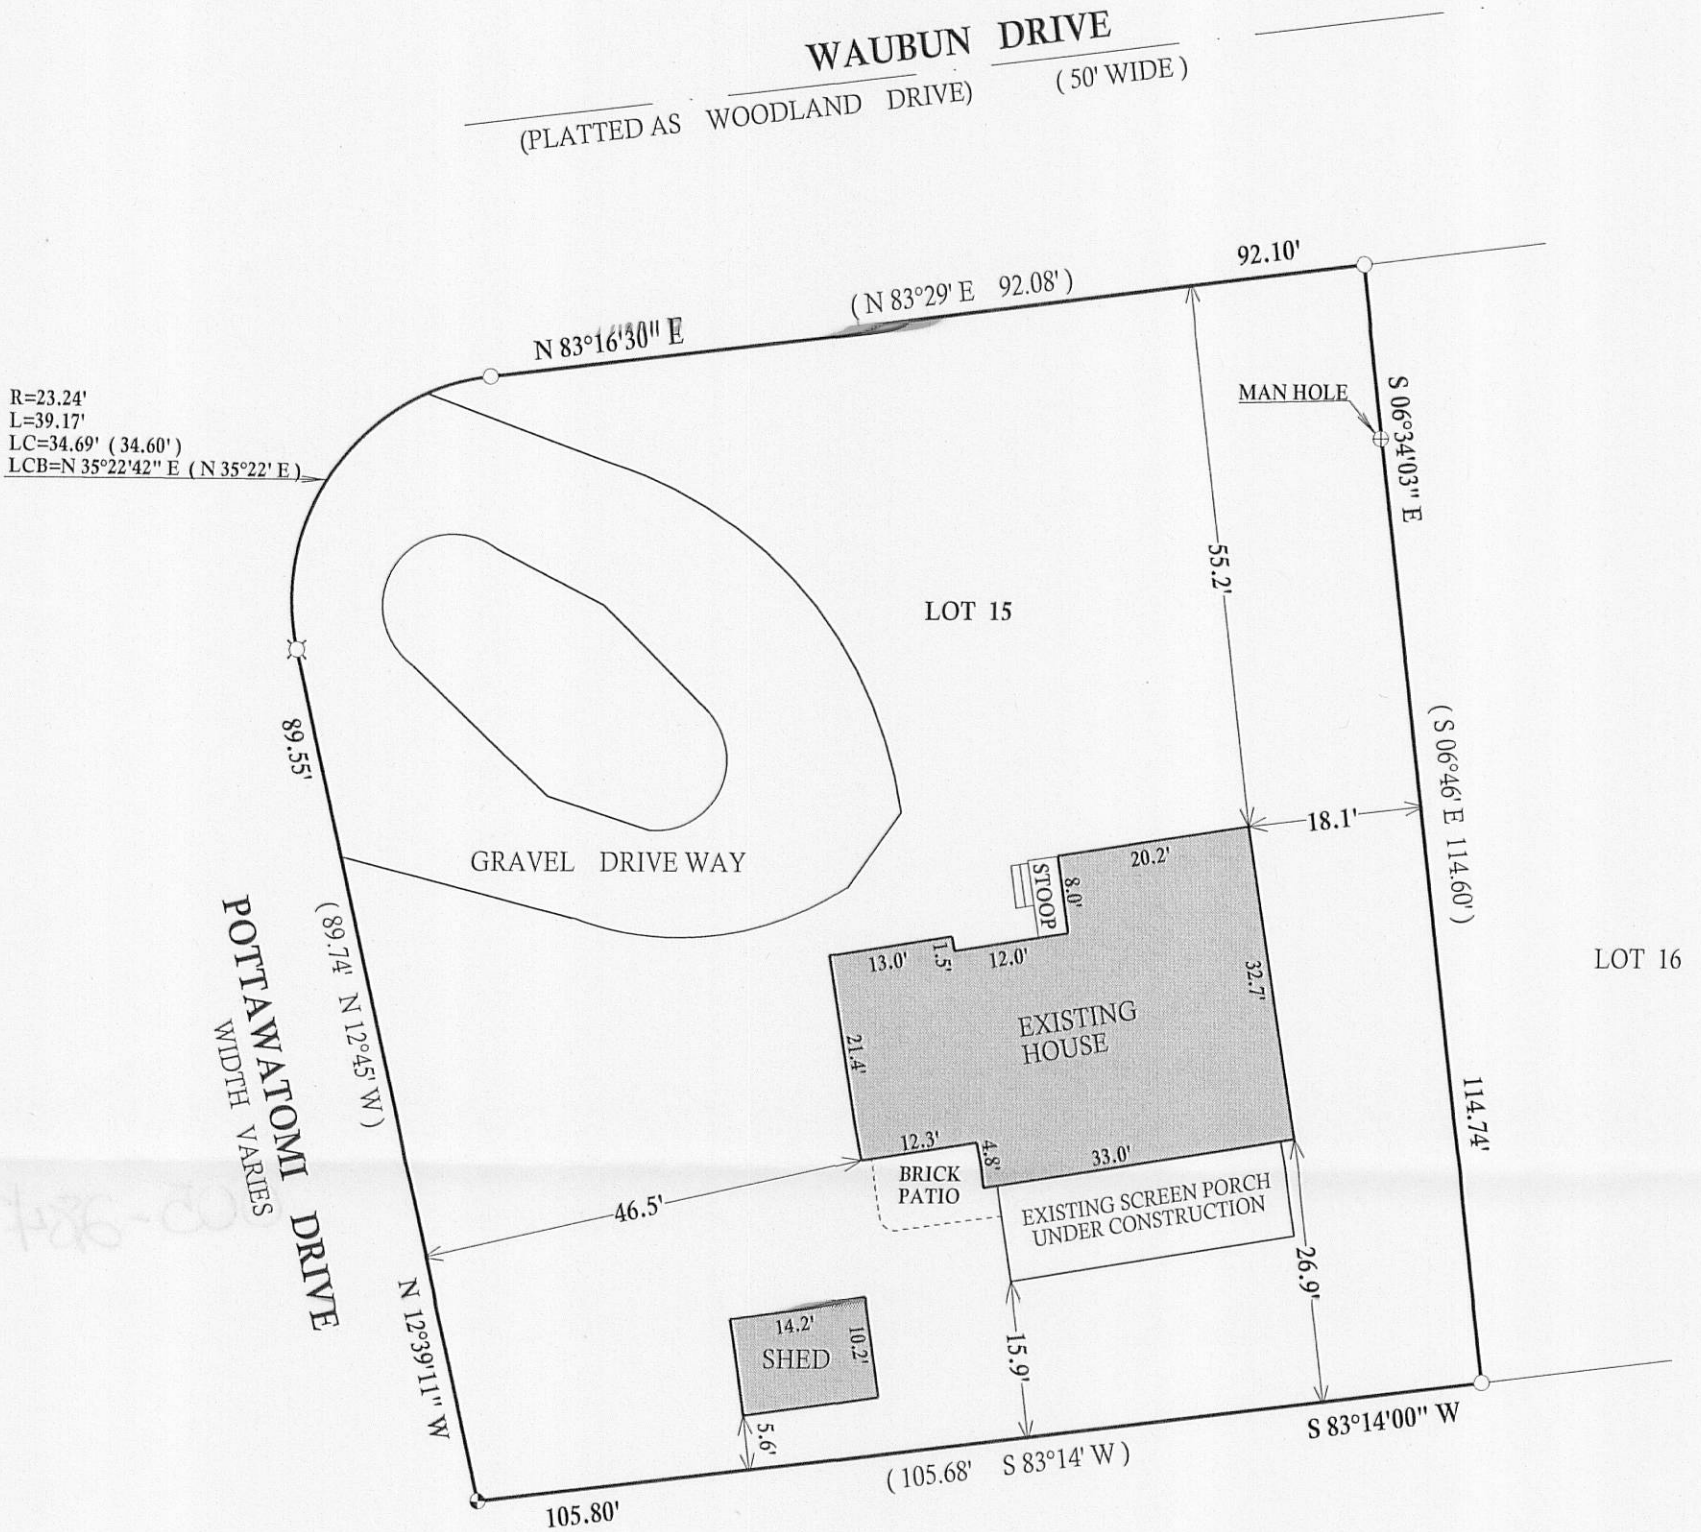 WAUBUN DRIVE
(PLATTED AS WOODLAND DRIVE) ( 50' WIDE )
92.10'
( N 83°29' E 92.08' )
N 83°16'30" E
R=23.24'
L=39.17'
LC=34.69' ( 34.60' )
LCB=N 35°22'42" E ( N 35°22' E )
MAN HOLE
S 06°34'03" E
55.2'
LOT 15
89.55'
( S 06°46' E 114.60' )
18.1'
GRAVEL DRIVE WAY
20.2'
STOOP
8.0'
POTTAWATOMI DRIVE
WIDTH VARIES
( 89.74' N 12°45' W )
13.0'
1.5'
12.0'
32.7'
LOT 16
EXISTING
HOUSE
21.4'
114.74'
12.3'
4.8'
33.0'
BRICK
PATIO
EXISTING SCREEN PORCH
UNDER CONSTRUCTION
46.5'
26.9'
N 12°39'11" W
14.2'
10.2'
SHED
15.9'
5.6'
S 83°14'00" W
( 105.68' S 83°14' W )
105.80'